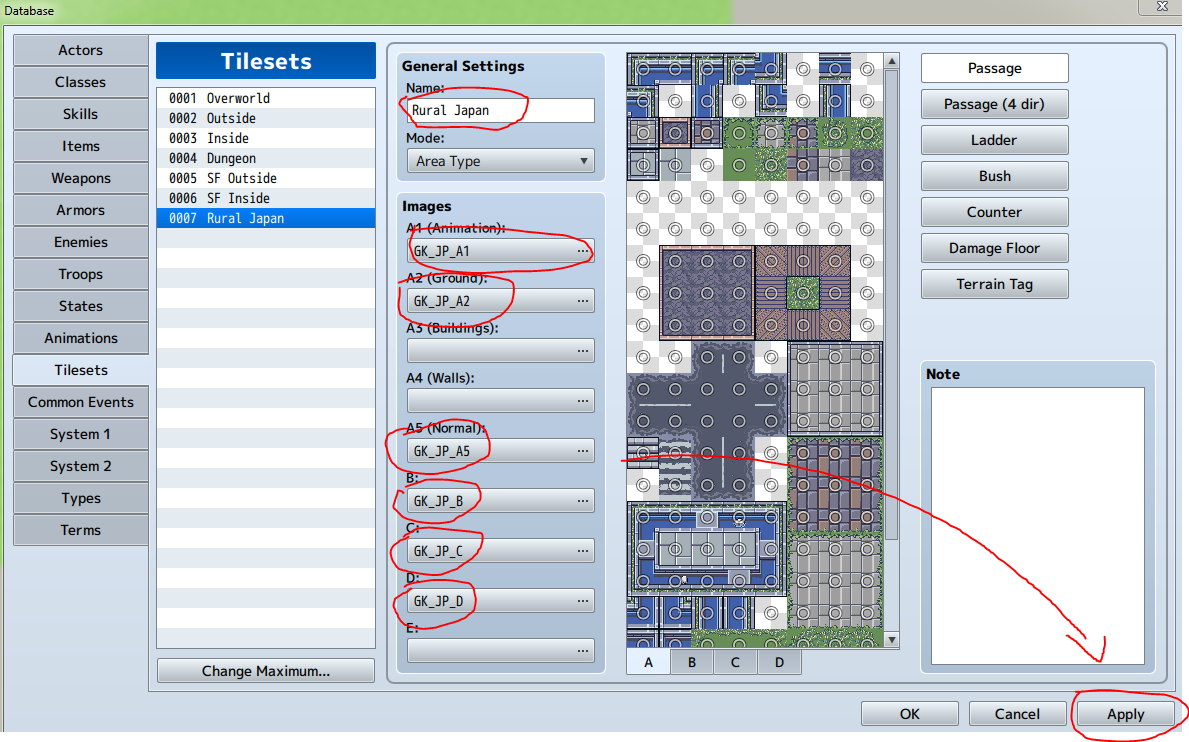 Database
Actors
Classes
Skills
Items
Weapons
Armors
Enemies
Troops
States
Animations
Tilesets
Common Events
System 1
System 2
Types
Terms
Tilesets
0001 Overworld
0002 Outside
0003 Inside
0004 Dungeon
0005 SF Outside
0006 SF Inside
0007 Rural Japan
Change Maximum...
General Settings
Name:
Rural Japan
Mode:
Area Type
Images
A1 (Animation):
GK_JP_A1 ...
A2 (Ground):
GK_JP_A2 ...
A3 (Buildings):
...
A4 (Walls):
...
A5 (Normal):
GK_JP_A5 ...
B:
GK_JP_B ...
C:
GK_JP_C ...
D:
GK_JP_D ...
E:
...
A B C D
Passage
Passage (4 dir)
Ladder
Bush
Counter
Damage Floor
Terrain Tag
Note
OK Cancel Apply